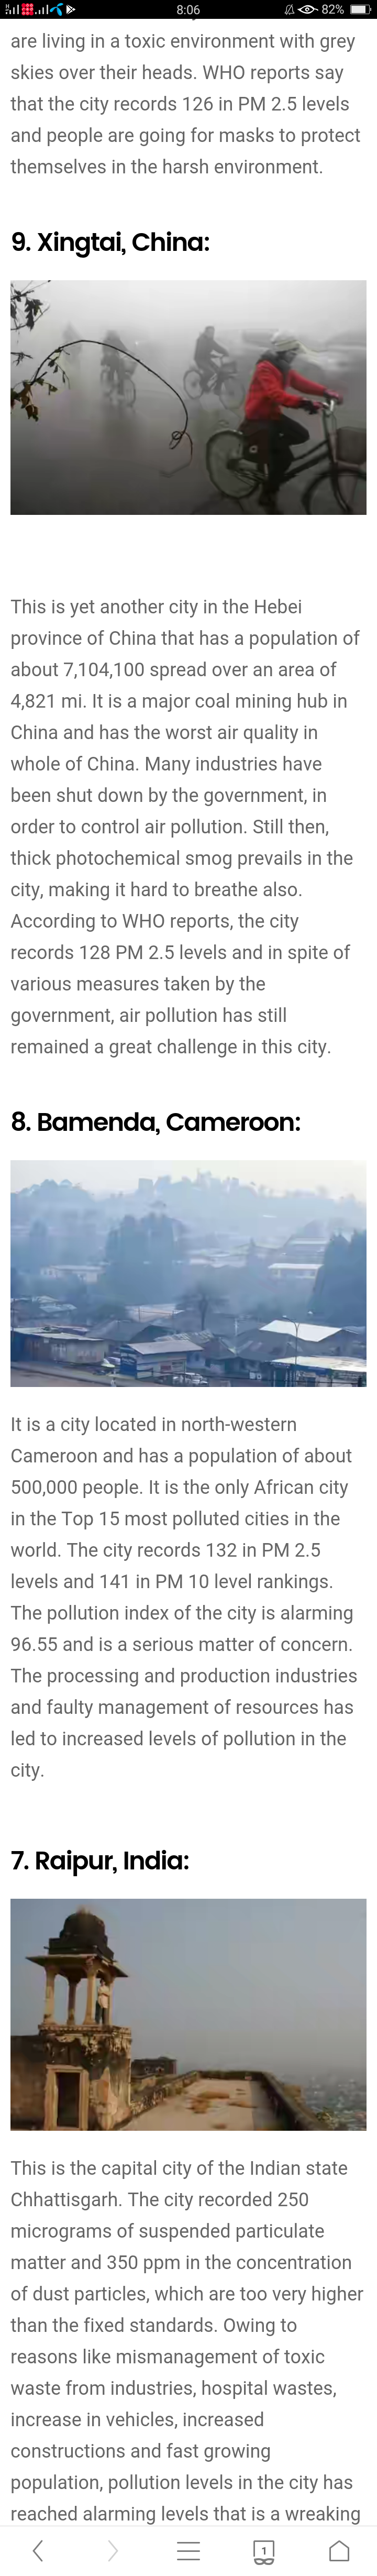 8:06
82%
are living in a toxic environment with grey
skies over their heads. WHO reports say
that the city records 126 in PM 2.5 levels
and people are going for masks to protect
themselves in the harsh environment.
9. Xingtai, China:
This is yet another city in the Hebei
province of China that has a population of
about 7,104,100 spread over an area of
4,821 mi. It is a major coal mining hub in
China and has the worst air quality in
whole of China. Many industries have
been shut down by the government, in
order to control air pollution. Still then,
thick photochemical smog prevails in the
city, making it hard to breathe also.
According to WHO reports, the city
records 128 PM 2.5 levels and in spite of
various measures taken by the
government, air pollution has still
remained a great challenge in this city.
8. Bamenda, Cameroon:
It is a city located in north-western
Cameroon and has a population of about
500,000 people. It is the only African city
in the Top 15 most polluted cities in the
world. The city records 132 in PM 2.5
levels and 141 in PM 10 level rankings.
The pollution index of the city is alarming
96.55 and is a serious matter of concern.
The processing and production industries
and faulty management of resources has
led to increased levels of pollution in the
city.
7. Raipur, India:
This is the capital city of the Indian state
Chhattisgarh. The city recorded 250
micrograms of suspended particulate
matter and 350 ppm in the concentration
of dust particles, which are too very higher
than the fixed standards. Owing to
reasons like mismanagement of toxic
waste from industries, hospital wastes,
increase in vehicles, increased
constructions and fast growing
population, pollution levels in the city has
reached alarming levels that is a wreaking
1